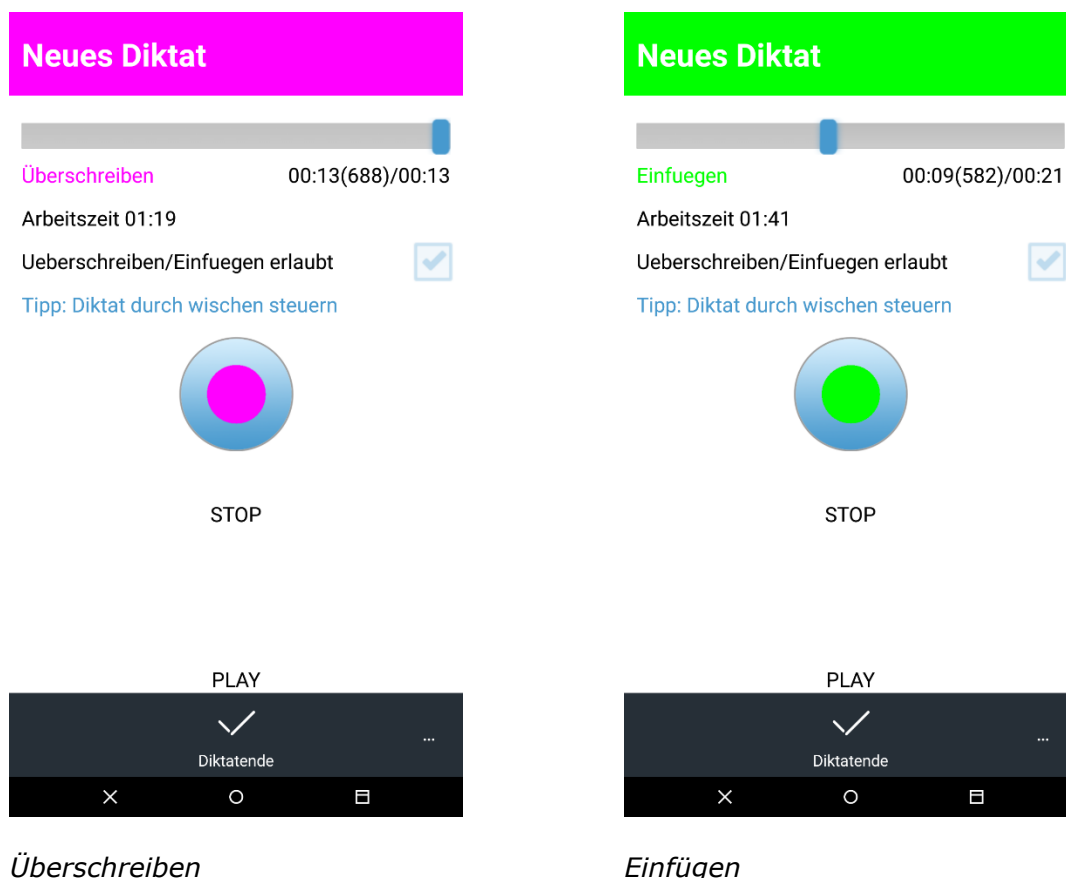 Neues Diktat
Überschreiben 00:13(688)/00:13
Arbeitszeit 01:19
Ueberschreiben/Einfuegen erlaubt
Tipp: Diktat durch wischen steuern
STOP
PLAY
Diktatende
Überschreiben
Neues Diktat
Einfuegen 00:09(582)/00:21
Arbeitszeit 01:41
Ueberschreiben/Einfuegen erlaubt
Tipp: Diktat durch wischen steuern
STOP
PLAY
Diktatende
Einfügen